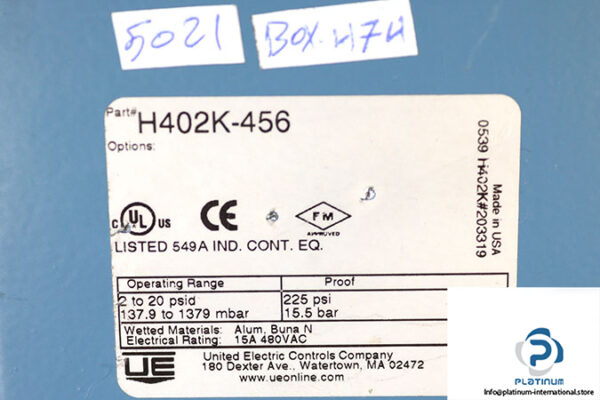 5021
BOX-H7H
Part# H402K-456
Options:
0539 H402K#203319
Made in USA
C UL US
CE
FM
APPROVED
LISTED 549A IND. CONT. EQ.
Operating Range Proof
2 to 20 psid 225 psi
137.9 to 1379 mbar 15.5 bar
Wetted Materials: Alum, Buna N
Electrical Rating: 15A 480VAC
UE
United Electric Controls Company
180 Dexter Ave., Watertown, MA 02472
www.ueonline.com
PLATINUM
Info@platinum-international.store